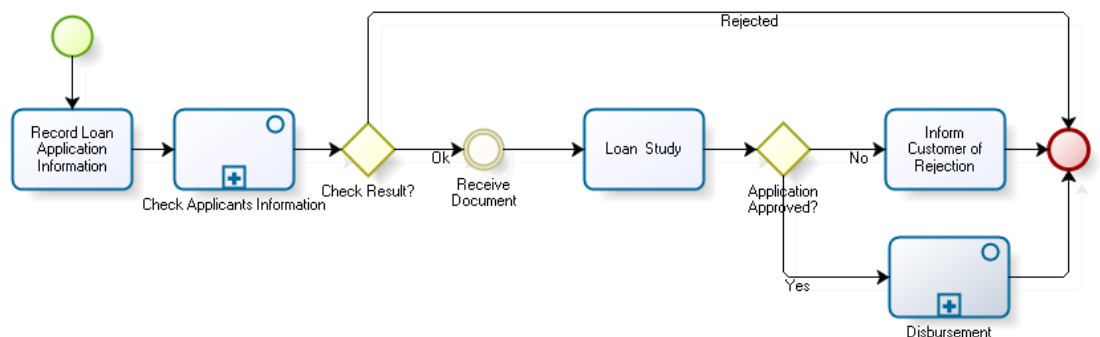 Rejected
Record Loan
Application
Information
Check Applicants Information
Check Result?
Ok
Receive
Document
Loan Study
Application
Approved?
No
Inform
Customer of
Rejection
Yes
Disbursement